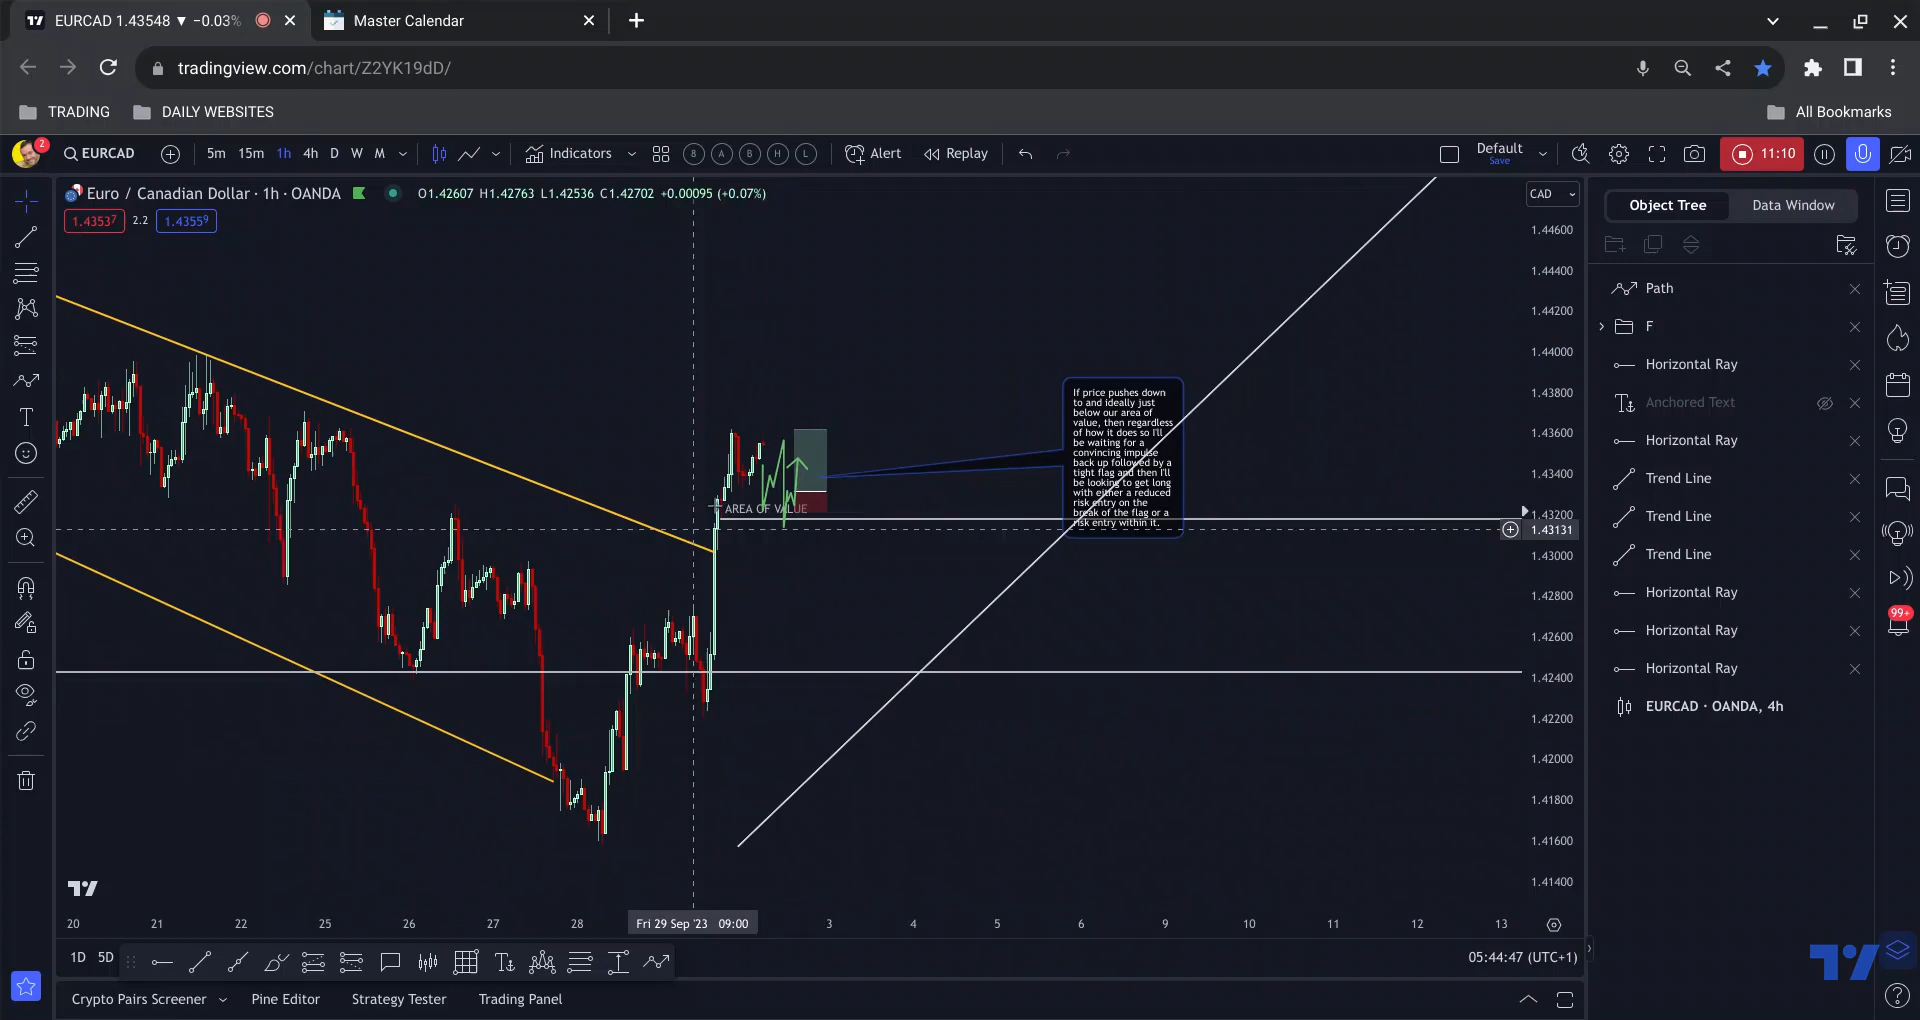 EURCAD 1.43548 ▼ −0.03%
Master Calendar
tradingview.com/chart/Z2YK19dD/
TRADING
DAILY WEBSITES
All Bookmarks
2
EURCAD
5m 15m 1h 4h D W M
Indicators
8 A B H L
Alert
Replay
Default
Save
11:10
Euro / Canadian Dollar · 1h · OANDA
O1.42607 H1.42763 L1.42536 C1.42702 +0.00095 (+0.07%)
CAD
1.43537
2.2
1.43559
Object Tree
Data Window
1.44600
1.44400
1.44200
1.44000
1.43800
1.43600
1.43400
1.43200
1.43131
1.43000
1.42800
1.42600
1.42400
1.42200
1.42000
1.41800
1.41600
1.41400
If price pushes down
to and ideally just
below our area of
value, then regardless
of how it does so I'll
be waiting for a
convincing impulse
back up followed by a
tight flag and then I'll
be looking to get long
with either a reduced
risk entry on the
break of the flag or a
risk entry within it.
AREA OF VALUE
Path
F
Horizontal Ray
Anchored Text
Horizontal Ray
Trend Line
Trend Line
Trend Line
Horizontal Ray
Horizontal Ray
Horizontal Ray
EURCAD · OANDA, 4h
99+
20 21 22 25 26 27 28 Fri 29 Sep '23 09:00 3 4 5 6 9 10 11 12 13
1D 5D
05:44:47 (UTC+1)
Crypto Pairs Screener
Pine Editor
Strategy Tester
Trading Panel